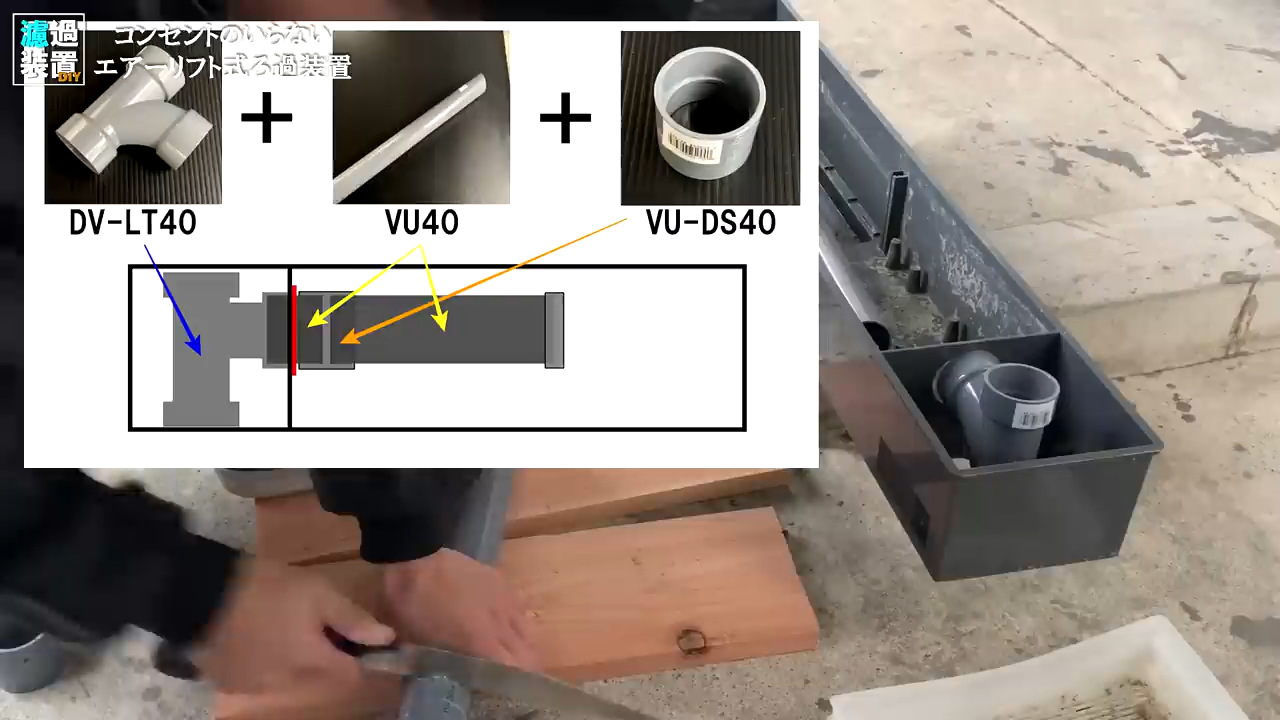 濾過
装置
DIY
コンセントのいらない
エアーリフト式ろ過装置
+
+
DV-LT40
VU40
VU-DS40